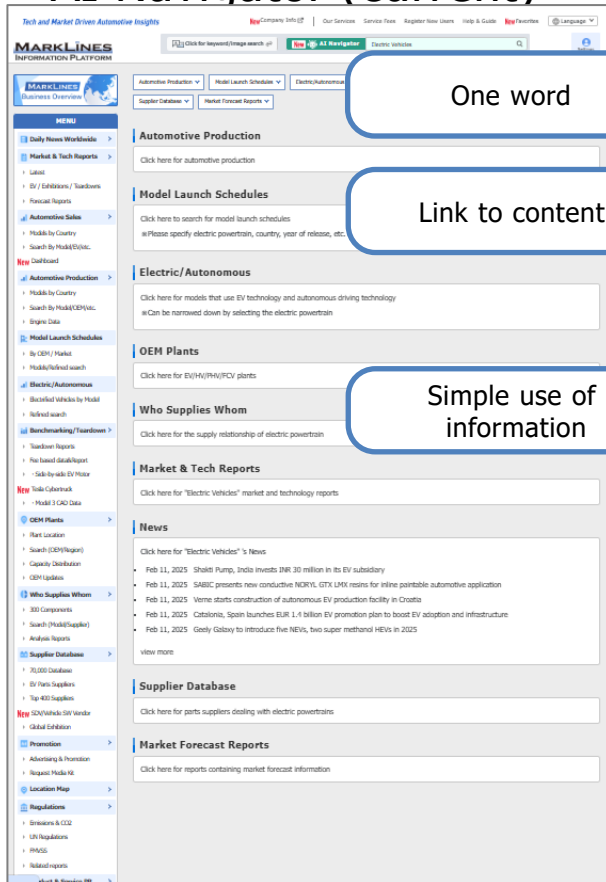 AI Navigator (Current)
Tech and Market Driven Automotive Insights
New Company Info
Our Services
Service Fees
Register New Users
Help & Guide
New Favorites
Language
MARKLINES
INFORMATION PLATFORM
Click for keyword/image search
New AI Navigator
Electric Vehicles
MARKLINES
Business Overview
Automotive Production
Model Launch Schedules
Electric/Autonomous
Supplier Database
Market Forecast Reports
One word
Link to content
Simple use of
information
MENU
Daily News Worldwide
Market & Tech Reports
Latest
EV / Exhibitions / Teardowns
Forecast Reports
Automotive Sales
Models by Country
Search By Model/EV/etc.
New Dashboard
Automotive Production
Models by Country
Search By Model/OEM/etc.
Engine Data
Model Launch Schedules
By OEM / Market
Models/Refined search
Electric/Autonomous
Electrified Vehicles by Model
Refined search
Benchmarking/Teardown
Teardown Reports
Fee based data&Report
- Side-by-side EV Motor
New Tesla Cybertruck
- Model 3 CAD Data
OEM Plants
Plant Location
Search (OEM/Region)
Capacity Distribution
OEM Updates
Who Supplies Whom
300 Components
Search (Model/Supplier)
Analysis Reports
Supplier Database
70,000 Database
EV Parts Suppliers
Top 400 Suppliers
New SDV/Vehicle SW Vendor
Global Exhibition
Promotion
Advertising & Promotion
Request Media Kit
Location Map
Regulations
Emissions & CO2
UN Regulations
FMVSS
Related reports
Automotive Production
Click here for automotive production
Model Launch Schedules
Click here to search for model launch schedules
※Please specify electric powertrain, country, year of release, etc.
Electric/Autonomous
Click here for models that use EV technology and autonomous driving technology
※Can be narrowed down by selecting the electric powertrain
OEM Plants
Click here for EV/HV/PHV/FCV plants
Who Supplies Whom
Click here for the supply relationship of electric powertrain
Market & Tech Reports
Click here for "Electric Vehicles" market and technology reports
News
Click here for "Electric Vehicles" 's News
Feb 11, 2025 Shakti Pump, India invests INR 30 million in its EV subsidiary
Feb 11, 2025 SABIC presents new conductive NORYL GTX LMX resins for inline paintable automotive application
Feb 11, 2025 Verne starts construction of autonomous EV production facility in Croatia
Feb 11, 2025 Catalonia, Spain launches EUR 1.4 billion EV promotion plan to boost EV adoption and infrastructure
Feb 11, 2025 Geely Galaxy to introduce five NEVs, two super methanol HEVs in 2025
view more
Supplier Database
Click here for parts suppliers dealing with electric powertrains
Market Forecast Reports
Click here for reports containing market forecast information